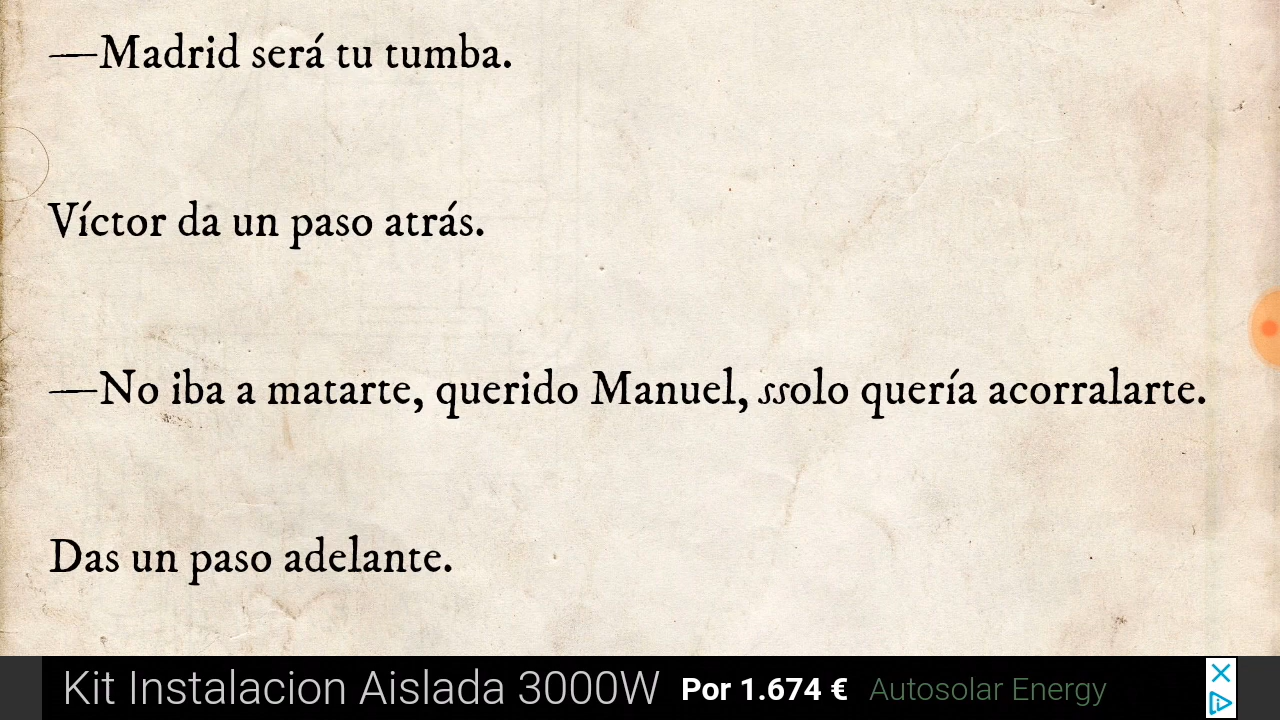 —Madrid será tu tumba.
Víctor da un paso atrás.
—No iba a matarte, querido Manuel, ssolo quería acorralarte.
Das un paso adelante.
Kit Instalacion Aislada 3000W Por 1.674 € Autosolar Energy